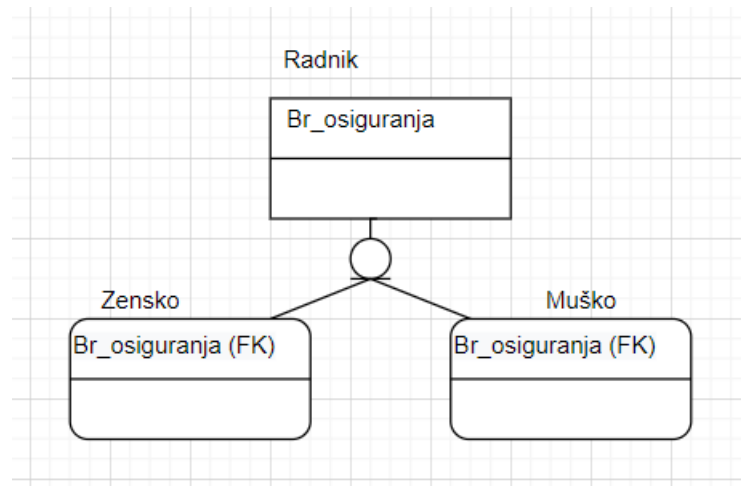 Radnik
Br_osiguranja
Zensko
Muško
Br_osiguranja (FK)
Br_osiguranja (FK)